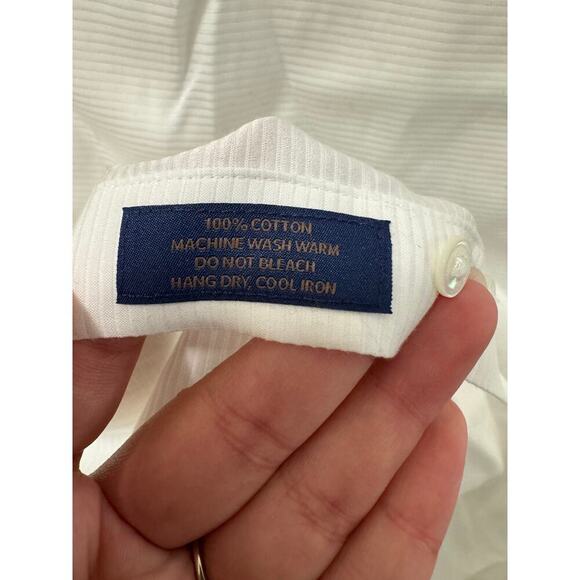 100% COTTON
MACHINE WASH WARM
DO NOT BLEACH
HANG DRY, COOL IRON